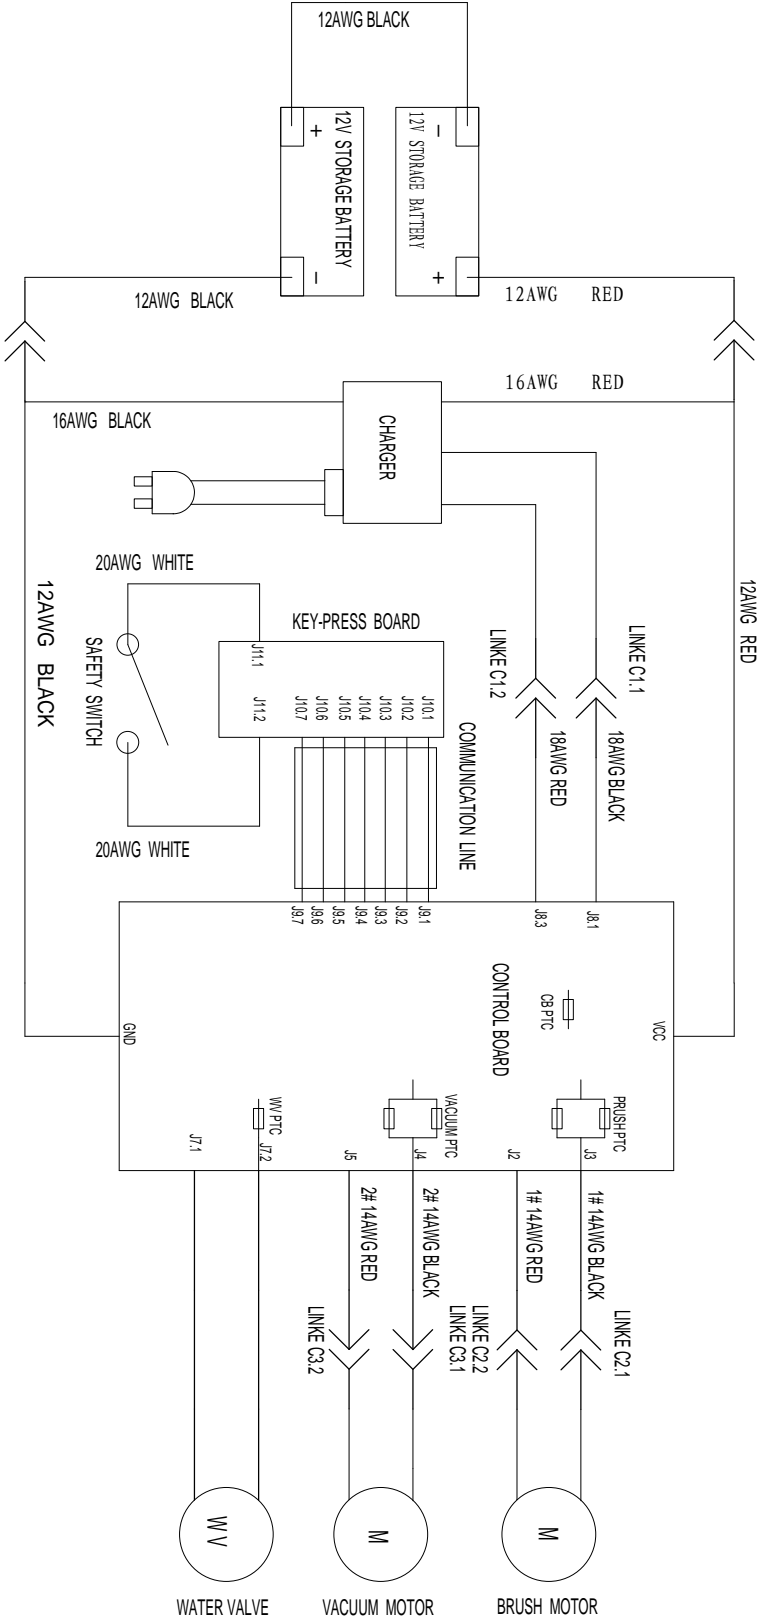 12AWG BLACK
+
12V STORAGE BATTERY
−
−
12V STORAGE BATTERY
+
12AWG BLACK
12AWG RED
16AWG BLACK
16AWG RED
CHARGER
20AWG WHITE
12AWG BLACK
SAFETY SWITCH
20AWG WHITE
KEY-PRESS BOARD
J11.1
J11.2
J10.7
J10.6
J10.5
J10.4
J10.3
J10.2
J10.1
COMMUNICATION LINE
LINKE C1.2
LINKE C1.1
18AWG RED
18AWG BLACK
12AWG RED
J9.7
J9.6
J9.5
J9.4
J9.3
J9.2
J9.1
J8.3
J8.1
CONTROL BOARD
CB PTC
GND
VCC
WV PTC
VACUUM PTC
PRUSH PTC
J7.1
J7.2
J5
J4
J2
J3
2# 14AWG RED
2# 14AWG BLACK
1# 14AWG RED
1# 14AWG BLACK
LINKE C3.2
LINKE C3.1
LINKE C2.2
LINKE C2.1
W V
M
M
WATER VALVE
VACUUM MOTOR
BRUSH MOTOR